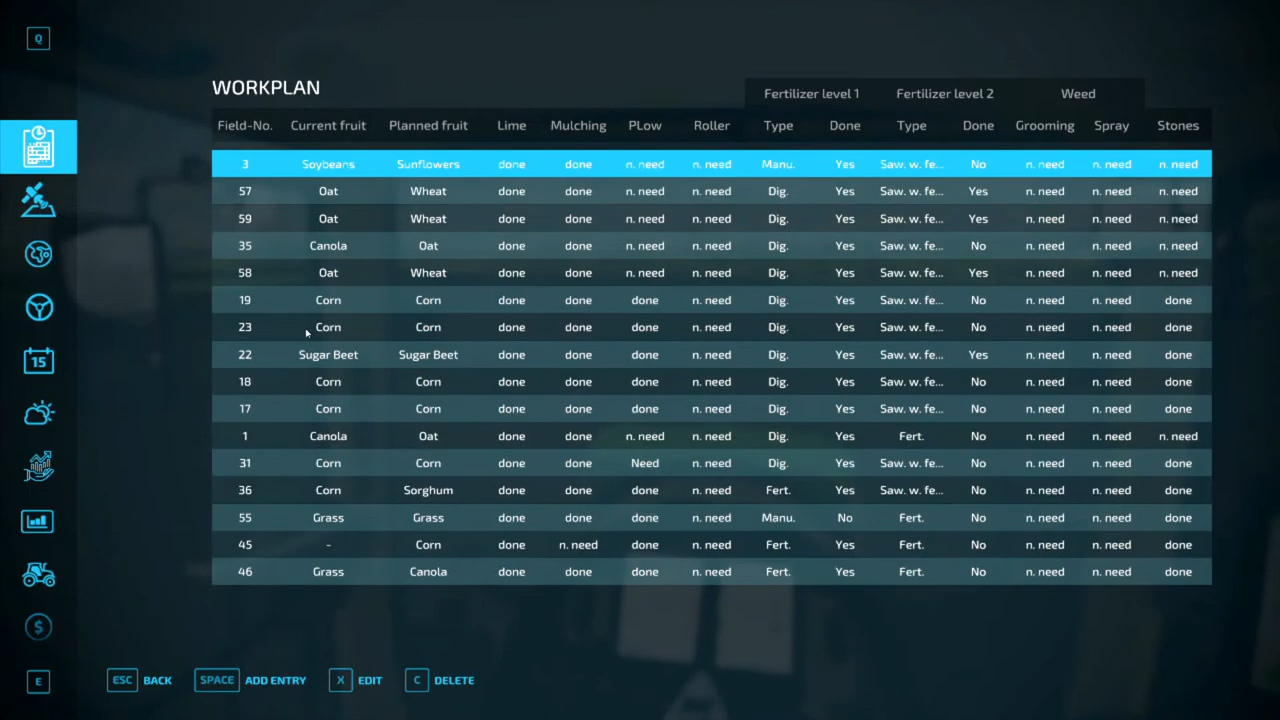 Q
WORKPLAN
Fertilizer level 1 Fertilizer level 2 Weed
Field-No. Current fruit Planned fruit Lime Mulching PLow Roller Type Done Type Done Grooming Spray Stones
3 Soybeans Sunflowers done done n. need n. need Manu. Yes Saw. w. fe... No n. need n. need n. need
57 Oat Wheat done done n. need n. need Dig. Yes Saw. w. fe... Yes n. need n. need n. need
59 Oat Wheat done done n. need n. need Dig. Yes Saw. w. fe... Yes n. need n. need n. need
35 Canola Oat done done n. need n. need Dig. Yes Saw. w. fe... No n. need n. need n. need
58 Oat Wheat done done n. need n. need Dig. Yes Saw. w. fe... Yes n. need n. need n. need
19 Corn Corn done done done n. need Dig. Yes Saw. w. fe... No n. need n. need done
23 Corn Corn done done done n. need Dig. Yes Saw. w. fe... No n. need n. need done
22 Sugar Beet Sugar Beet done done done n. need Dig. Yes Saw. w. fe... Yes n. need n. need done
18 Corn Corn done done done n. need Dig. Yes Saw. w. fe... No n. need n. need done
17 Corn Corn done done done n. need Dig. Yes Saw. w. fe... No n. need n. need done
1 Canola Oat done done n. need n. need Dig. Yes Fert. No n. need n. need n. need
31 Corn Corn done done Need n. need Dig. Yes Saw. w. fe... No n. need n. need done
36 Corn Sorghum done done done n. need Fert. Yes Saw. w. fe... No n. need n. need done
55 Grass Grass done done done n. need Manu. No Fert. No n. need n. need done
45 - Corn done n. need done n. need Fert. Yes Fert. No n. need n. need done
46 Grass Canola done done done n. need Fert. Yes Fert. No n. need n. need done
15
$
E
ESC BACK SPACE ADD ENTRY X EDIT C DELETE